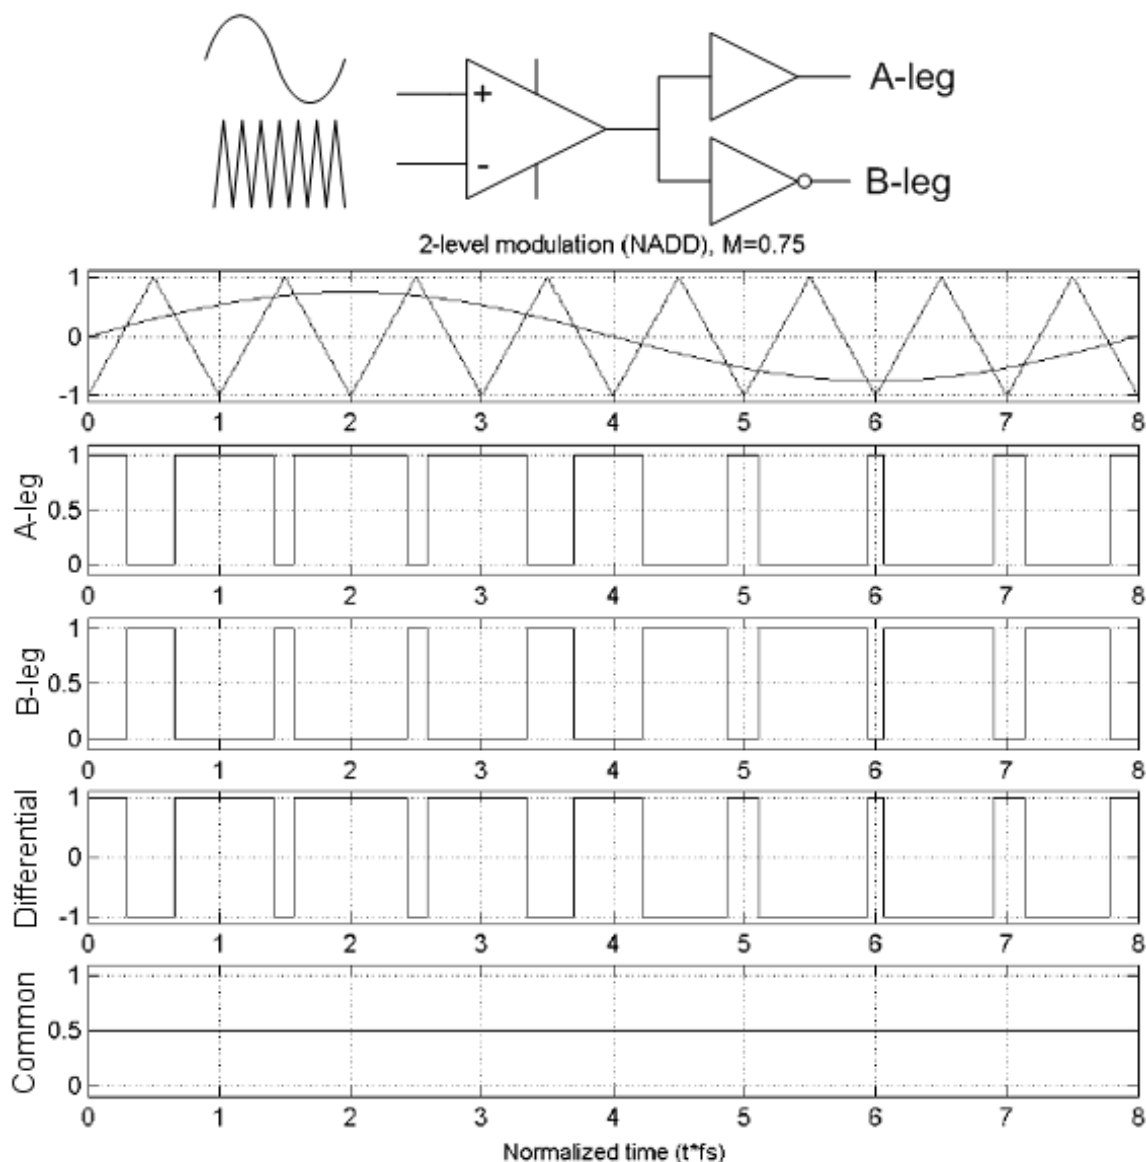 +
A-leg
-
B-leg
2-level modulation (NADD), M=0.75
1
0
-1
0 1 2 3 4 5 6 7 8
A-leg
1
0.5
0
0 1 2 3 4 5 6 7 8
B-leg
1
0.5
0
0 1 2 3 4 5 6 7 8
Differential
1
0
-1
0 1 2 3 4 5 6 7 8
Common
1
0.5
0
0 1 2 3 4 5 6 7 8
Normalized time (t*fs)